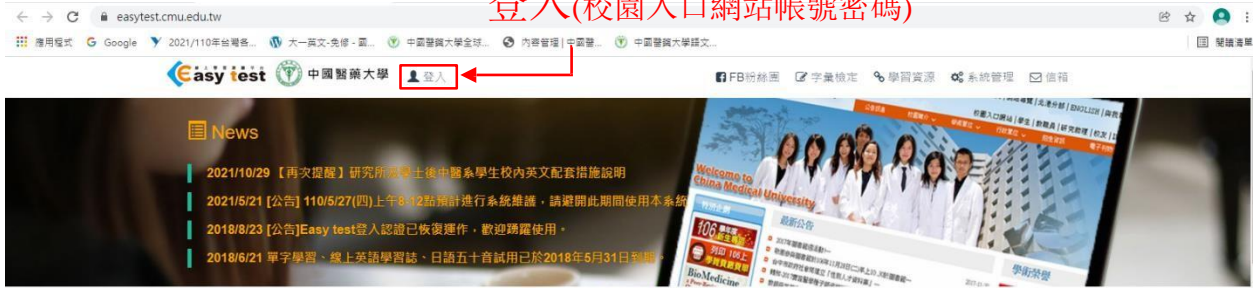 登入(校園入口網站帳號密碼)
easytest.cmu.edu.tw
應用程式 Google 2021/110年台灣各... 大一英文-免修 - 國... 中國醫藥大學全球... 內容管理 | 中國醫... 中國醫藥大學語文... 閱讀清單
Easy test 中國醫藥大學 登入 FB粉絲團 字彙檢定 學習資源 系統管理 信箱
News
2021/10/29 【再次提醒】研究所及學士後中醫系學生校內英文配套措施說明
2021/5/21 [公告] 110/5/27(四)上午8-12點預計進行系統維護，請避開此期間使用本系統
2018/8/23 [公告]Easy test登入認證已恢復運作，歡迎踴躍使用。
2018/6/21 單字學習、線上英語學習誌、日語五十音試用已於2018年5月31日到期。
Welcome to
China Medical University
最新公告
學術榮譽
BioMedicine